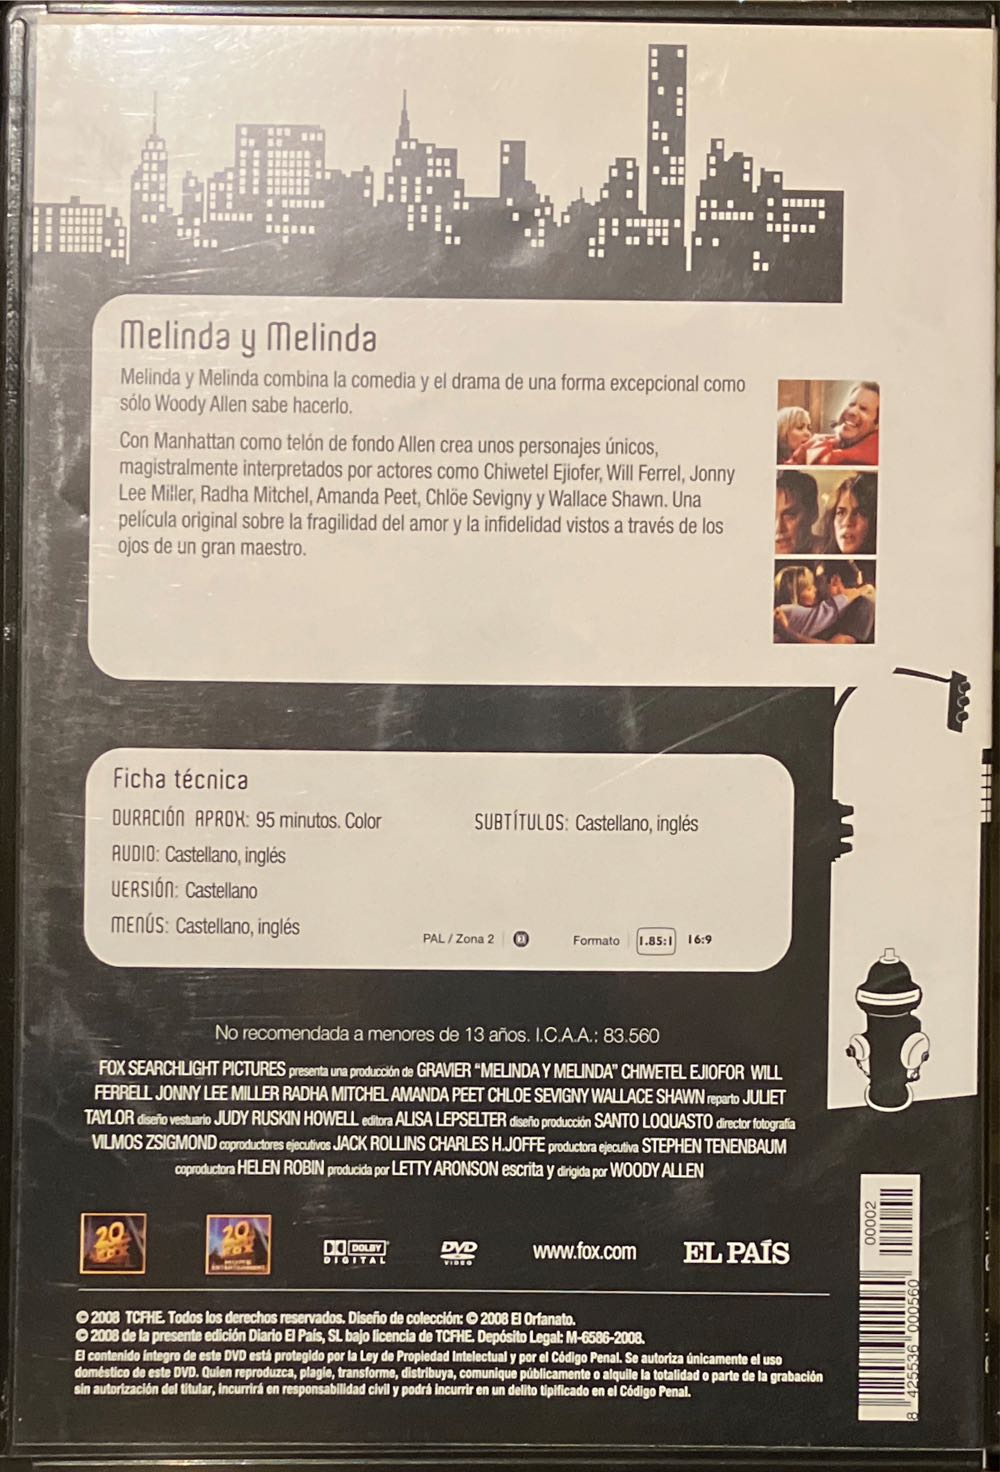 Melinda y Melinda
Melinda y Melinda combina la comedia y el drama de una forma excepcional como
sólo Woody Allen sabe hacerlo.
Con Manhattan como telón de fondo Allen crea unos personajes únicos,
magistralmente interpretados por actores como Chiwetel Ejiofer, Will Ferrel, Jonny
Lee Miller, Radha Mitchel, Amanda Peet, Chlöe Sevigny y Wallace Shawn. Una
película original sobre la fragilidad del amor y la infidelidad vistos a través de los
ojos de un gran maestro.
Ficha técnica
DURACIÓN APROX: 95 minutos. Color
SUBTÍTULOS: Castellano, inglés
AUDIO: Castellano, inglés
VERSIÓN: Castellano
MENÚS: Castellano, inglés
PAL / Zona 2
Formato 1.85:1 16:9
No recomendada a menores de 13 años. I.C.A.A.: 83.560
FOX SEARCHLIGHT PICTURES presenta una producción de GRAVIER "MELINDA Y MELINDA" CHIWETEL EJIOFOR WILL
FERRELL JONNY LEE MILLER RADHA MITCHEL AMANDA PEET CHLOE SEVIGNY WALLACE SHAWN reparto JULIET
TAYLOR diseño vestuario JUDY RUSKIN HOWELL editora ALISA LEPSELTER diseño producción SANTO LOQUASTO director fotografía
VILMOS ZSIGMOND coproductores ejecutivos JACK ROLLINS CHARLES H.JOFFE productora ejecutiva STEPHEN TENENBAUM
coproductora HELEN ROBIN producida por LETTY ARONSON escrita y dirigida por WOODY ALLEN
20 FOX
20 FOX HOME ENTERTAINMENT
DOLBY DIGITAL
DVD VIDEO
www.fox.com
EL PAÍS
© 2008 TCFHE. Todos los derechos reservados. Diseño de colección: © 2008 El Orfanato.
© 2008 de la presente edición Diario El País, SL bajo licencia de TCFHE. Depósito Legal: M-6586-2008.
El contenido íntegro de este DVD está protegido por la Ley de Propiedad Intelectual y por el Código Penal. Se autoriza únicamente el uso
doméstico de este DVD. Quien reproduzca, plagie, transforme, distribuya, comunique públicamente o alquile la totalidad o parte de la grabación
sin autorización del titular, incurrirá en responsabilidad civil y podrá incurrir en un delito tipificado en el Código Penal.
00002
8 425536 000560